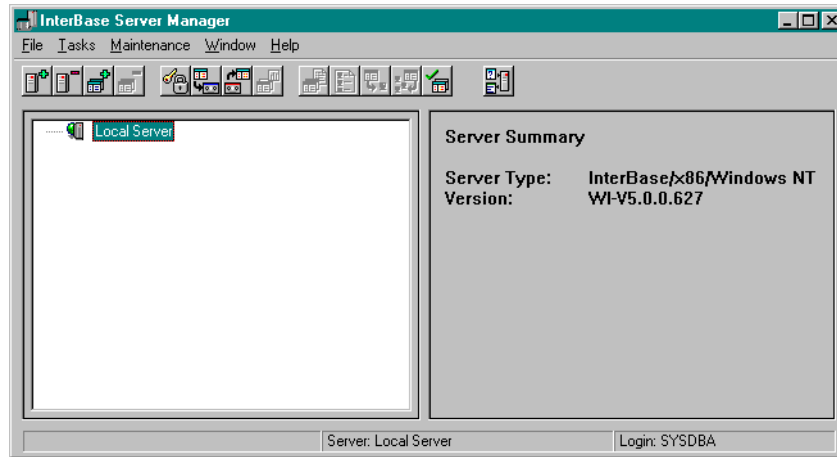 InterBase Server Manager
File Tasks Maintenance Window Help
Local Server
Server Summary
Server Type: InterBase/x86/Windows NT
Version: WI-V5.0.0.627
Server: Local Server
Login: SYSDBA